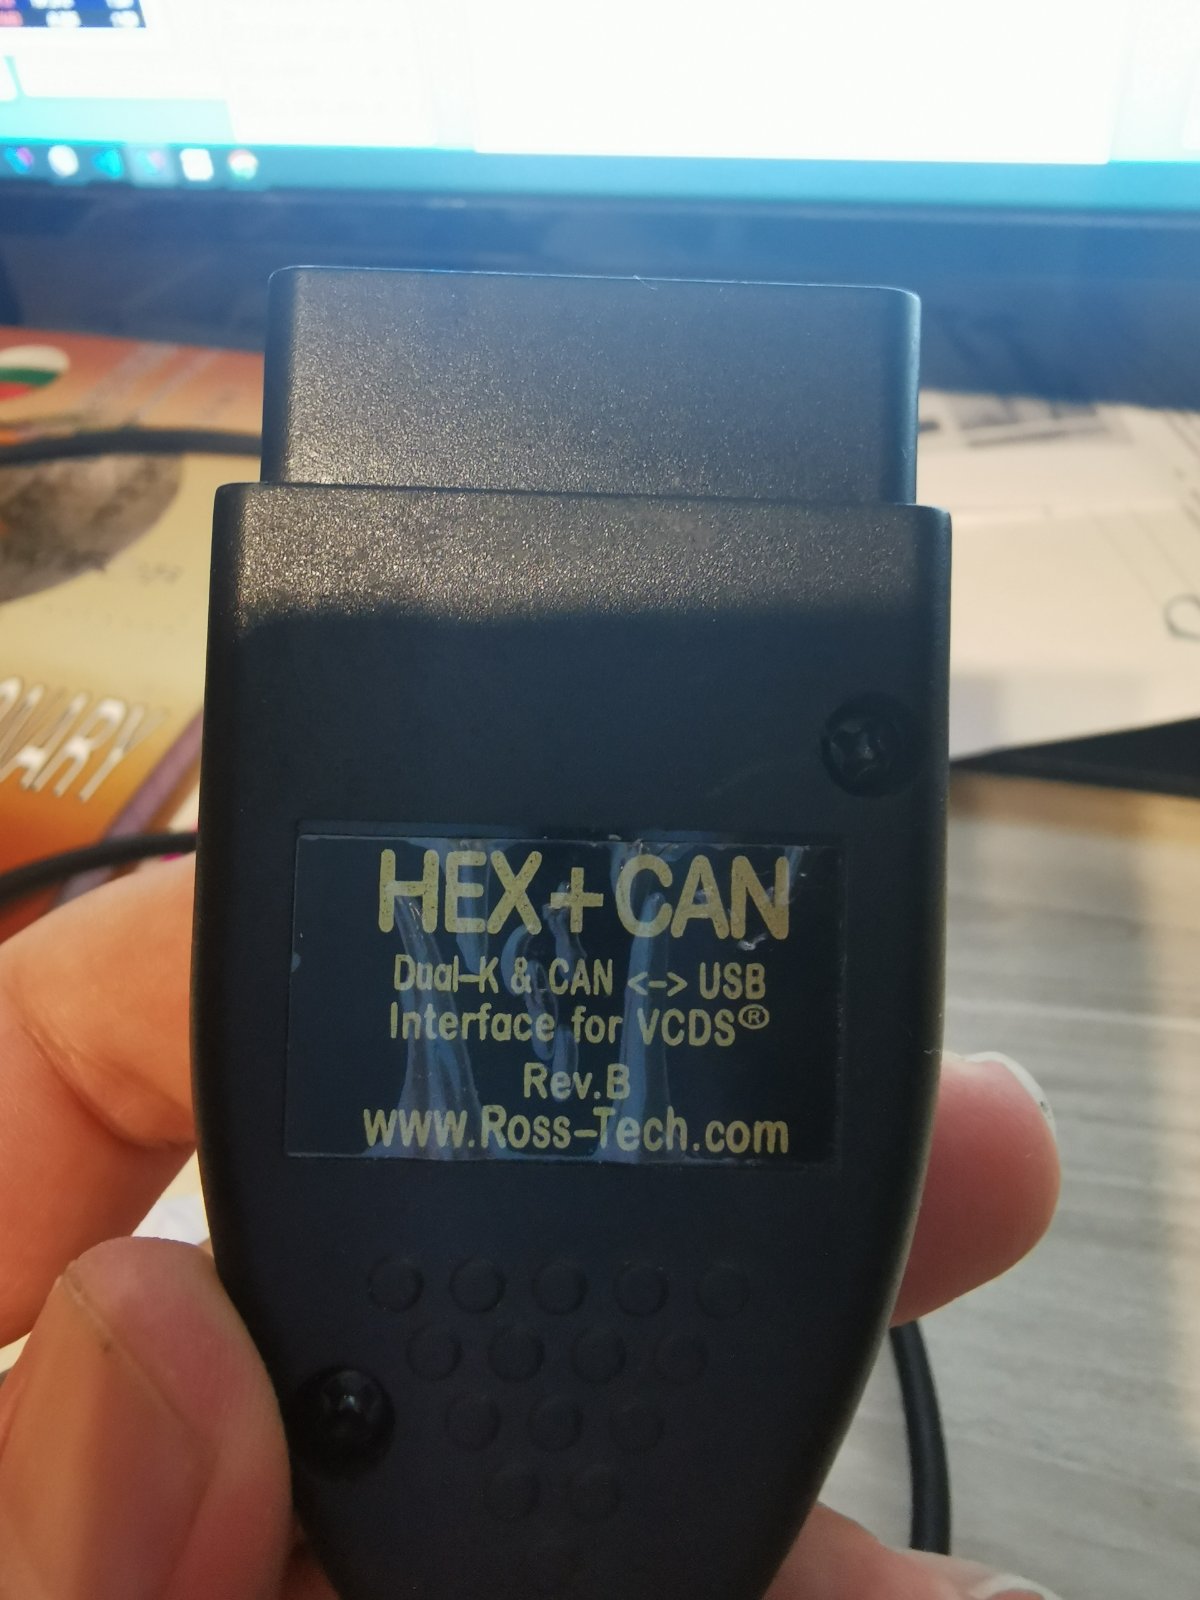 HEX+CAN
Dual-K & CAN <-> USB
Interface for VCDS®
Rev.B
www.Ross-Tech.com